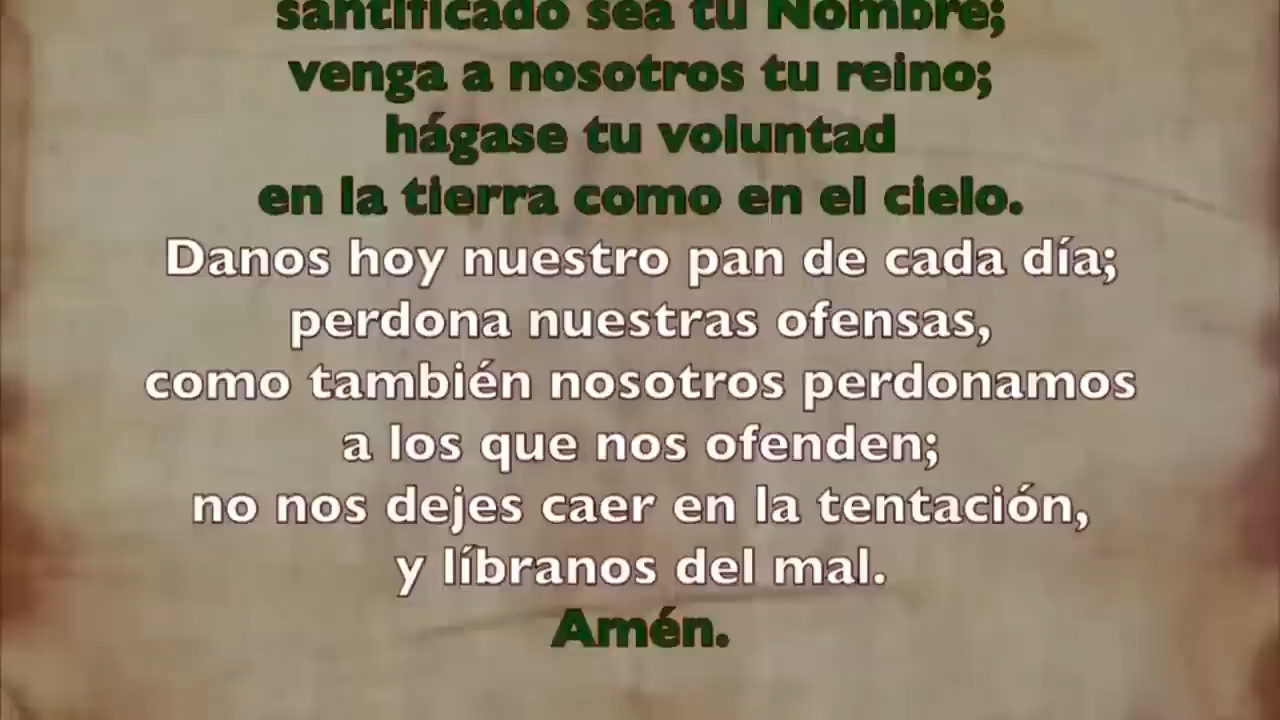 santificado sea tu Nombre;
venga a nosotros tu reino;
hágase tu voluntad
en la tierra como en el cielo.
Danos hoy nuestro pan de cada día;
perdona nuestras ofensas,
como también nosotros perdonamos
a los que nos ofenden;
no nos dejes caer en la tentación,
y líbranos del mal.
Amén.